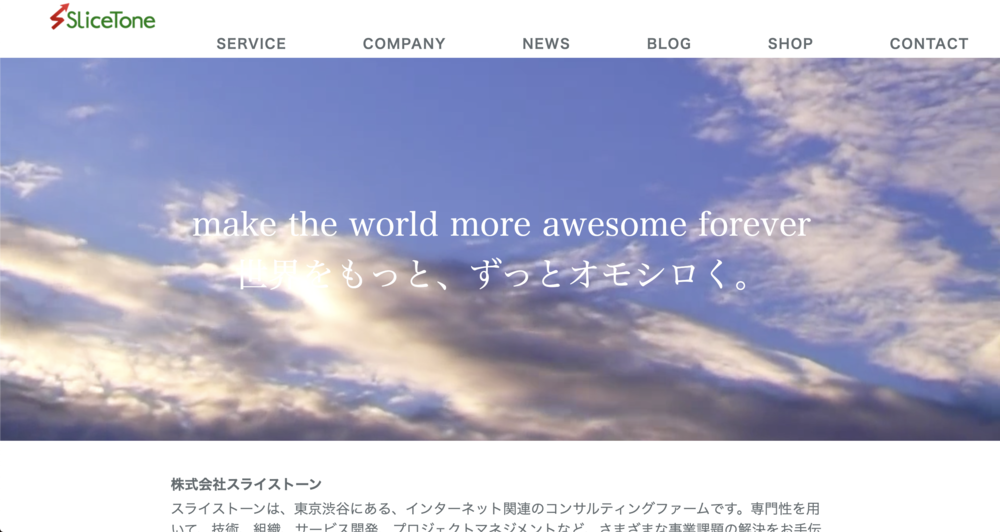 SliceTone
SERVICE COMPANY NEWS BLOG SHOP CONTACT
make the world more awesome forever
世界をもっと、ずっとオモシロく。
株式会社スライストーン
スライストーンは、東京渋谷にある、インターネット関連のコンサルティングファームです。専門性を用
いて、技術、組織、サービス開発、プロジェクトマネジメントなど、さまざまな事業課題の解決をお手伝